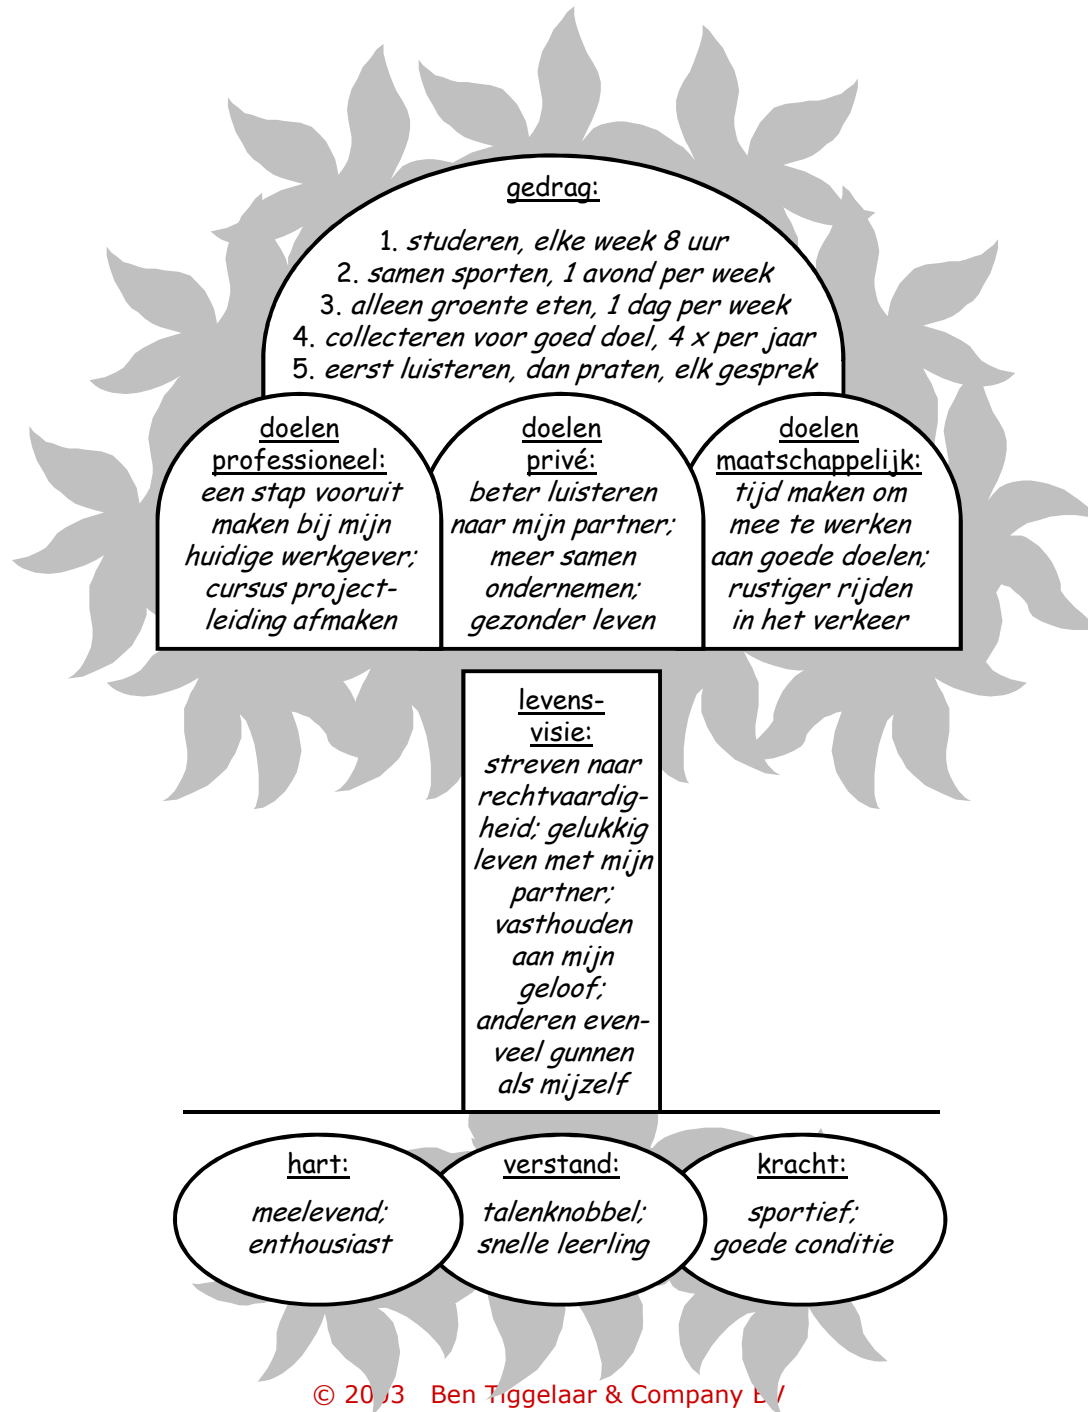 gedrag:
1. studeren, elke week 8 uur
2. samen sporten, 1 avond per week
3. alleen groente eten, 1 dag per week
4. collecteren voor goed doel, 4 x per jaar
5. eerst luisteren, dan praten, elk gesprek
doelen
professioneel:
een stap vooruit
maken bij mijn
huidige werkgever;
cursus project-
leiding afmaken
doelen
privé:
beter luisteren
naar mijn partner;
meer samen
ondernemen;
gezonder leven
doelen
maatschappelijk:
tijd maken om
mee te werken
aan goede doelen;
rustiger rijden
in het verkeer
levens-
visie:
streven naar
rechtvaardig-
heid; gelukkig
leven met mijn
partner;
vasthouden
aan mijn
geloof;
anderen even-
veel gunnen
als mijzelf
hart:
meelevend;
enthousiast
verstand:
talenknobbel;
snelle leerling
kracht:
sportief;
goede conditie
© 2003 Ben Tiggelaar & Company BV